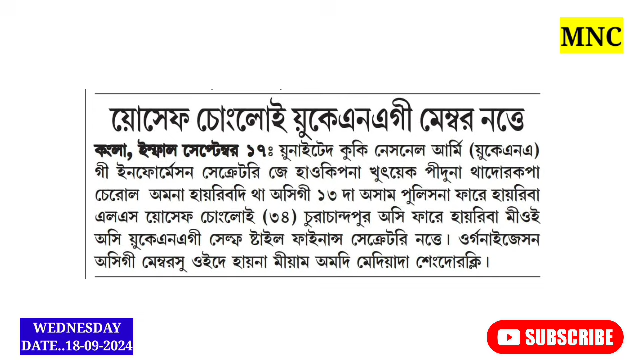 MNC
য়োসেফ চোংলোই য়ুকেএনএগী মেম্বর নত্তে
কংলা, ইম্ফাল সেপ্টেম্বর ১৭ঃ য়ুনাইটেদ কুকি নেসনেল আর্মি (য়ুকেএনএ)
গী ইনফোর্মেসন সেক্রেটরি জে হাওকিপনা খুৎয়েক পীদুনা থাদোরকপা
চেরোল অমনা হায়রিবদি থা অসিগী ১৩ দা অসাম পুলিসনা ফারে হায়রিবা
এলএস য়োসেফ চোংলোই (৩৪) চুরাচান্দপুর অসি ফারে হায়রিবা মীওই
অসি য়ুকেএনএগী সেল্ফ ষ্টাইল ফাইনান্স সেক্রেটরি নত্তে। ওর্গনাইজেসন
অসিগী মেম্বরসু ওইদে হায়না মীয়াম অমদি মেদিয়াদা শেংদোরক্লি।
WEDNESDAY
DATE..18-09-2024
SUBSCRIBE